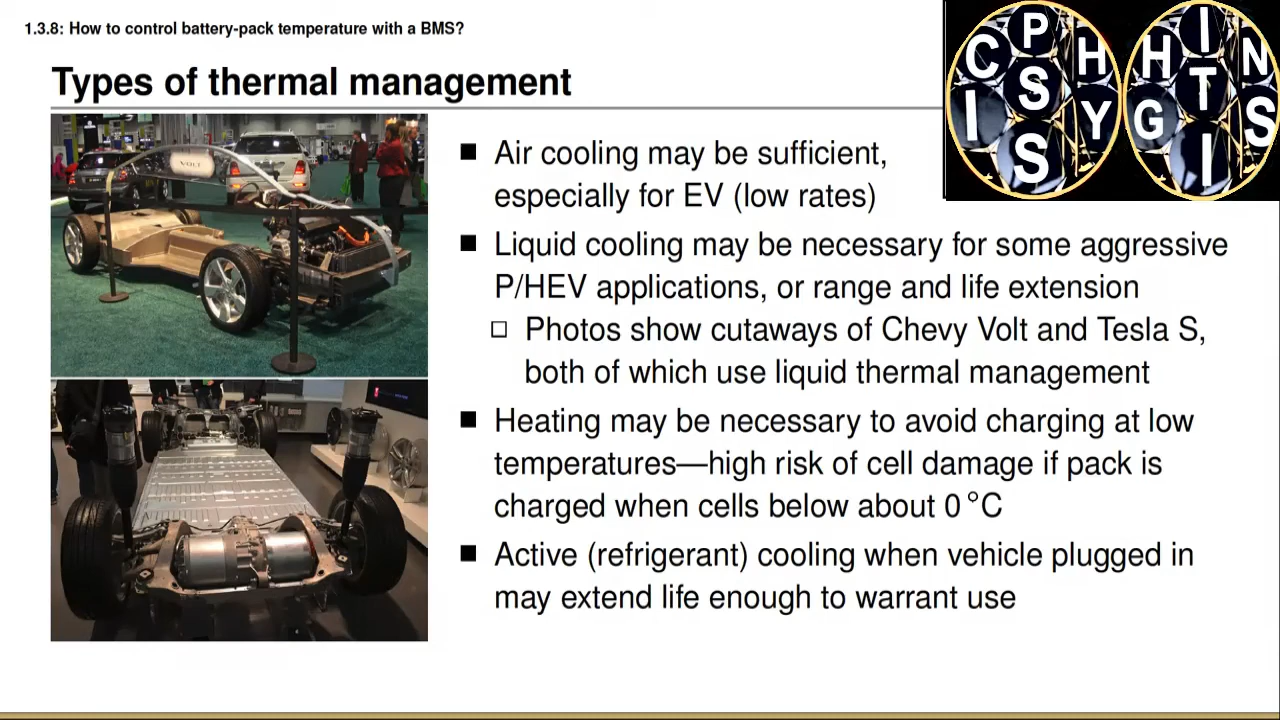 1.3.8: How to control battery-pack temperature with a BMS?
Types of thermal management
C P H
S
I S Y
H I N
T
G I S
VOLT
Air cooling may be sufficient,
especially for EV (low rates)
Liquid cooling may be necessary for some aggressive
P/HEV applications, or range and life extension
Photos show cutaways of Chevy Volt and Tesla S,
both of which use liquid thermal management
Heating may be necessary to avoid charging at low
temperatures—high risk of cell damage if pack is
charged when cells below about 0 °C
Active (refrigerant) cooling when vehicle plugged in
may extend life enough to warrant use